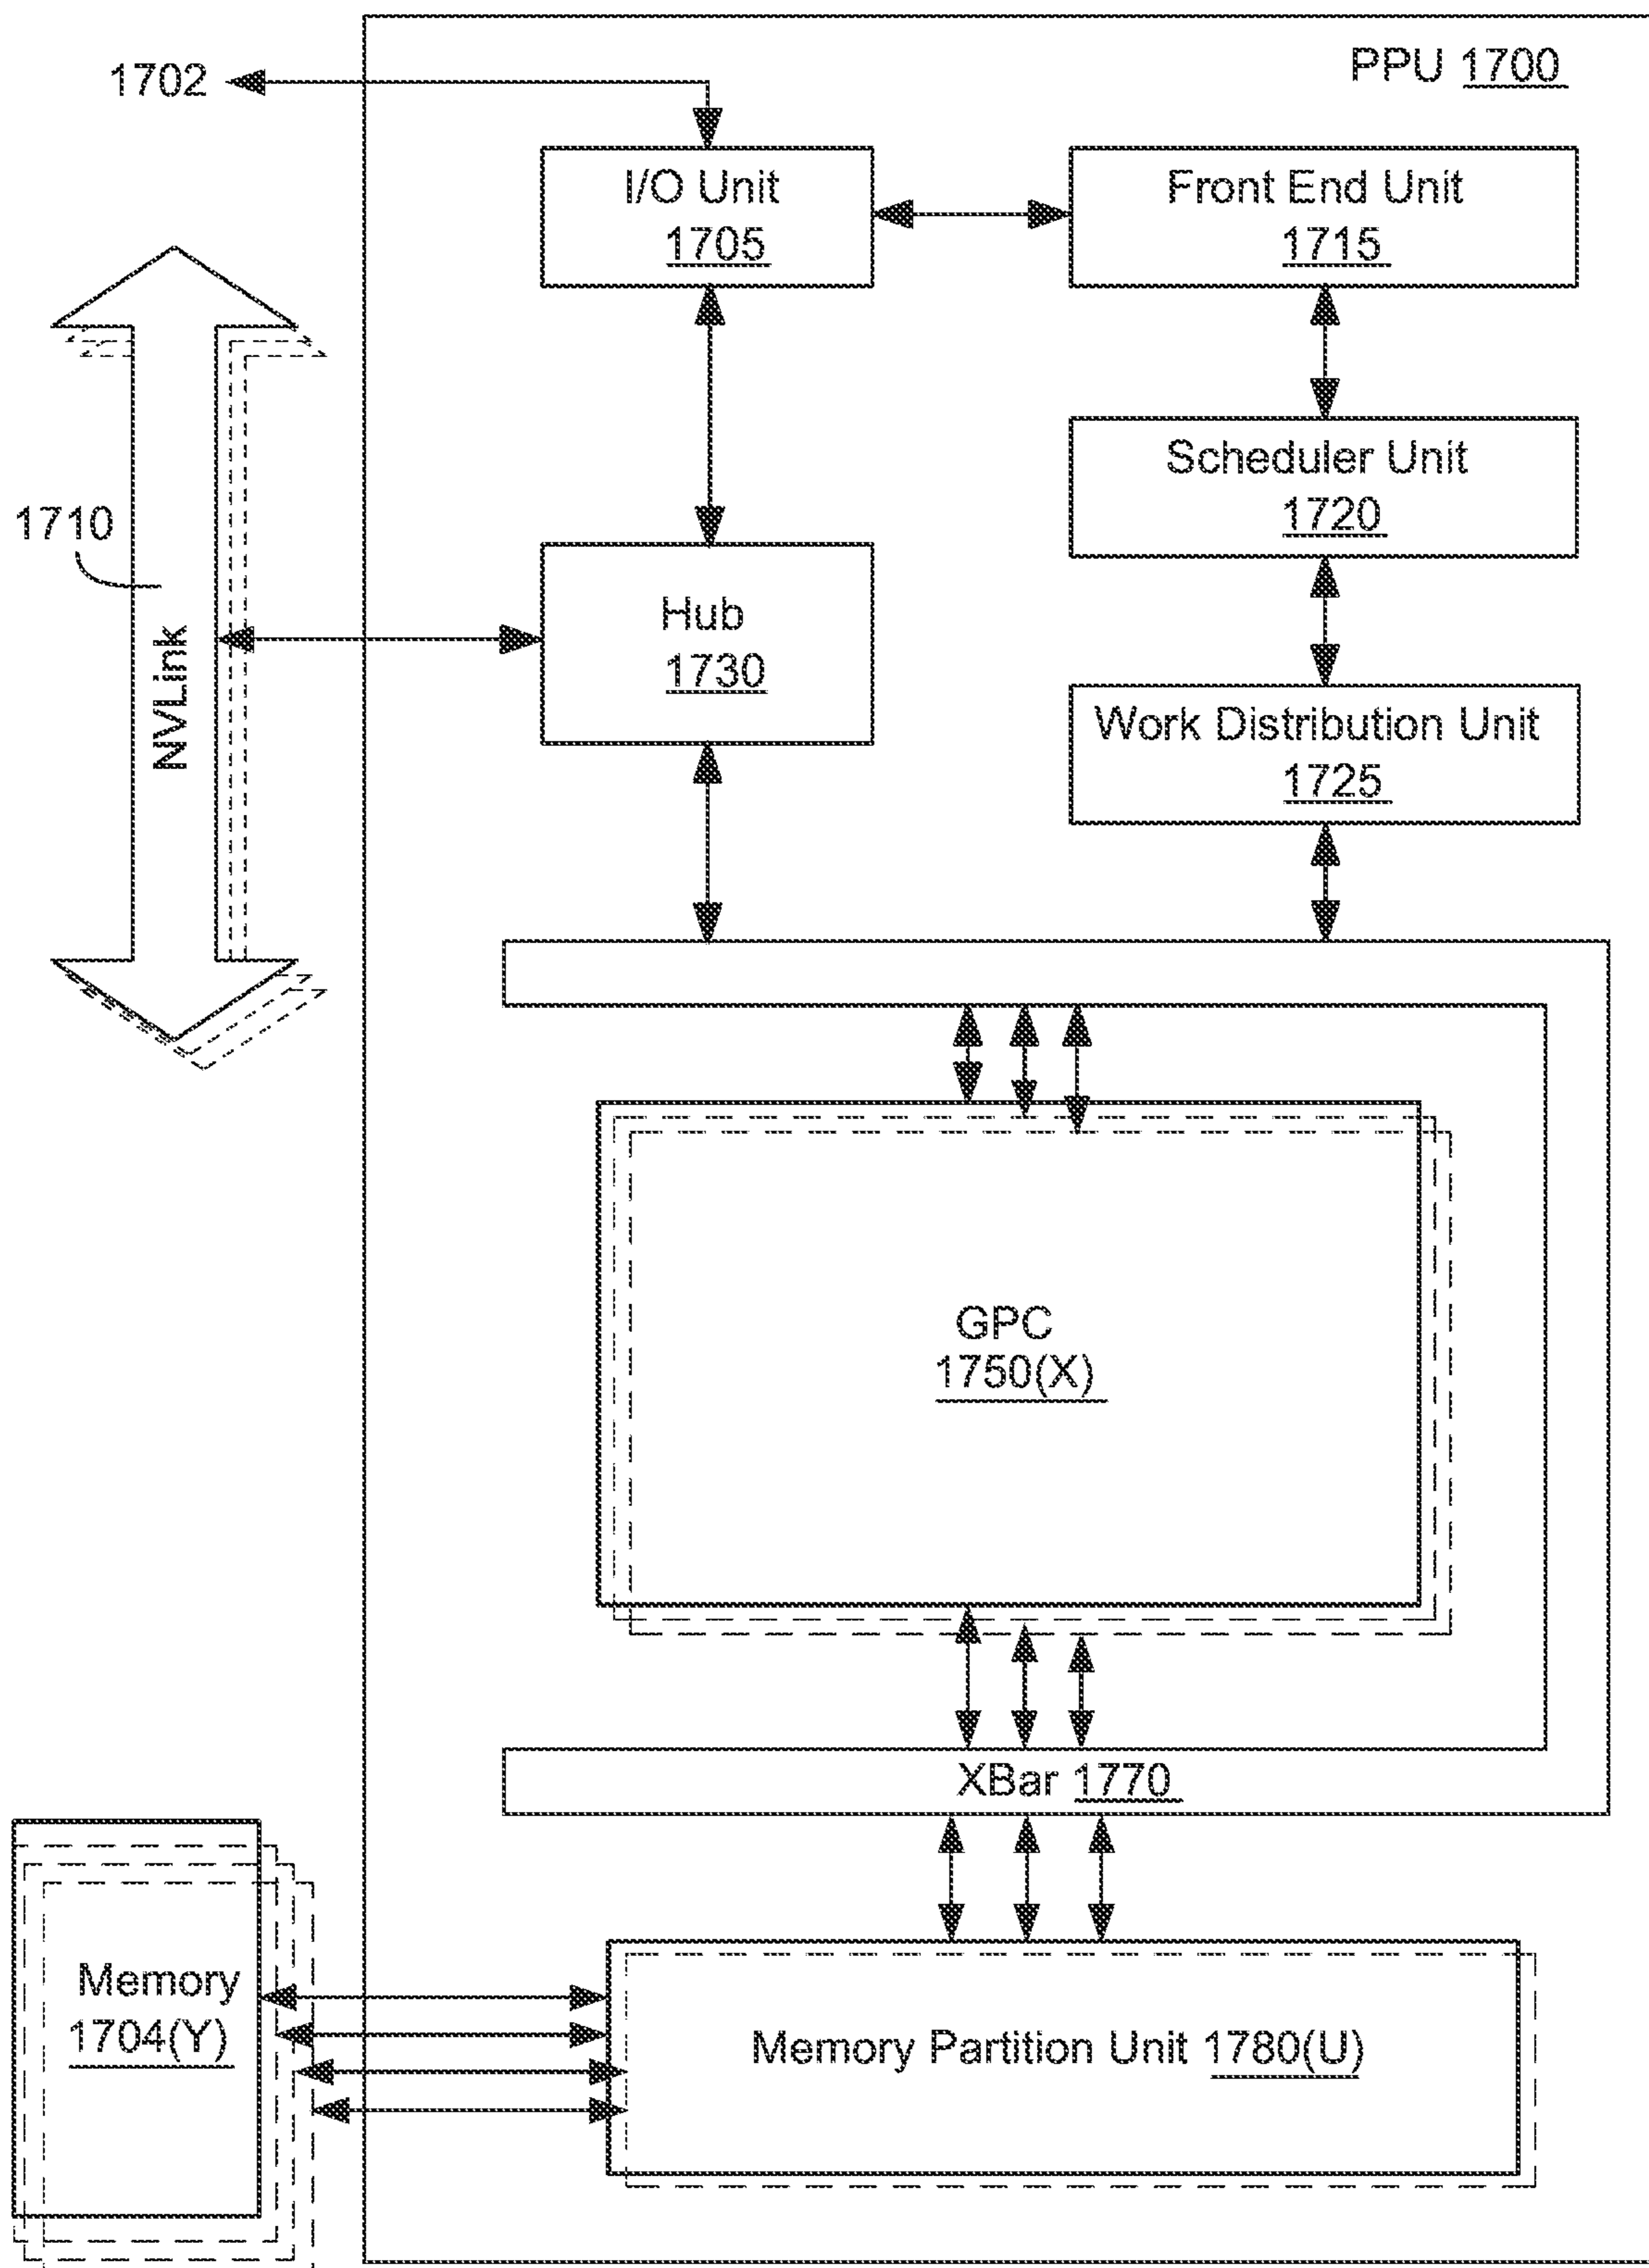 PPU 1700
1702
I/O Unit
1705
Front End Unit
1715
Scheduler Unit
1720
1710
NVLink
Hub
1730
Work Distribution Unit
1725
GPC
1750(X)
XBar 1770
Memory
1704(Y)
Memory Partition Unit 1780(U)